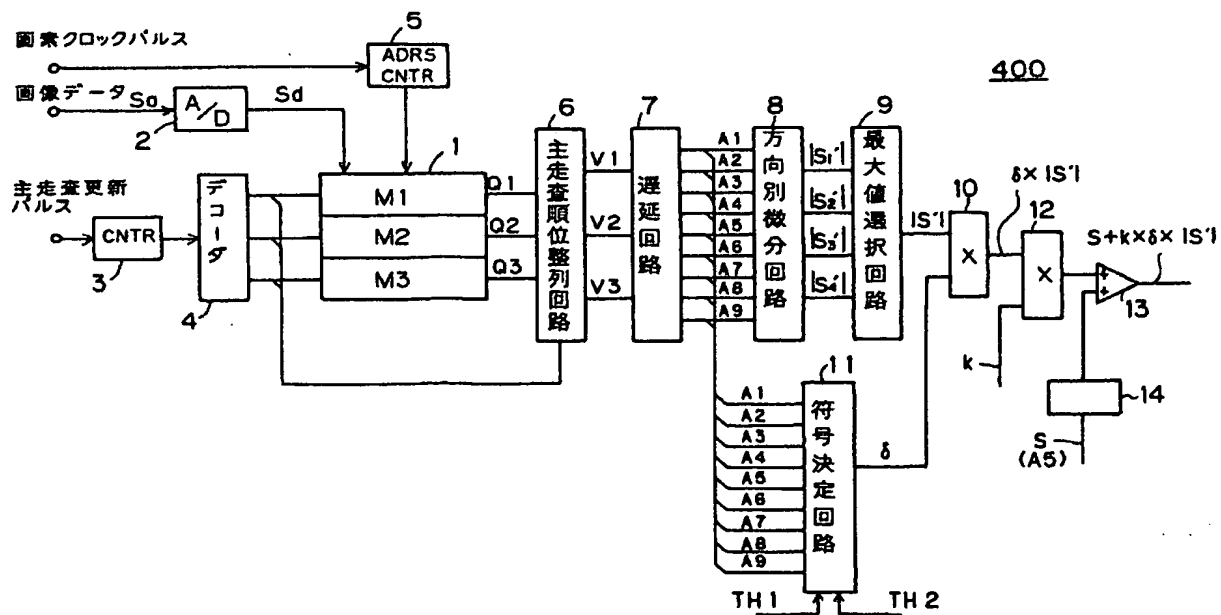 画素クロックパルス
5
ADRS
CNTR
400
画像データ
Sa
A/D
2
Sd
1
6
7
8
9
主走査更新
パルス
CNTR
3
デコーダ
4
M1
M2
M3
Q1
Q2
Q3
主走査順位整列回路
V1
V2
V3
遅延回路
A1
A2
A3
A4
A5
A6
A7
A8
A9
方向別微分回路
|S1'|
|S2'|
|S3'|
|S4'|
最大値選択回路
|S'|
10
×
δ×|S'|
12
×
k
S+k×δ×|S'|
+
+
13
14
S
(A5)
11
A1
A2
A3
A4
A5
A6
A7
A8
A9
符号決定回路
δ
TH1
TH2